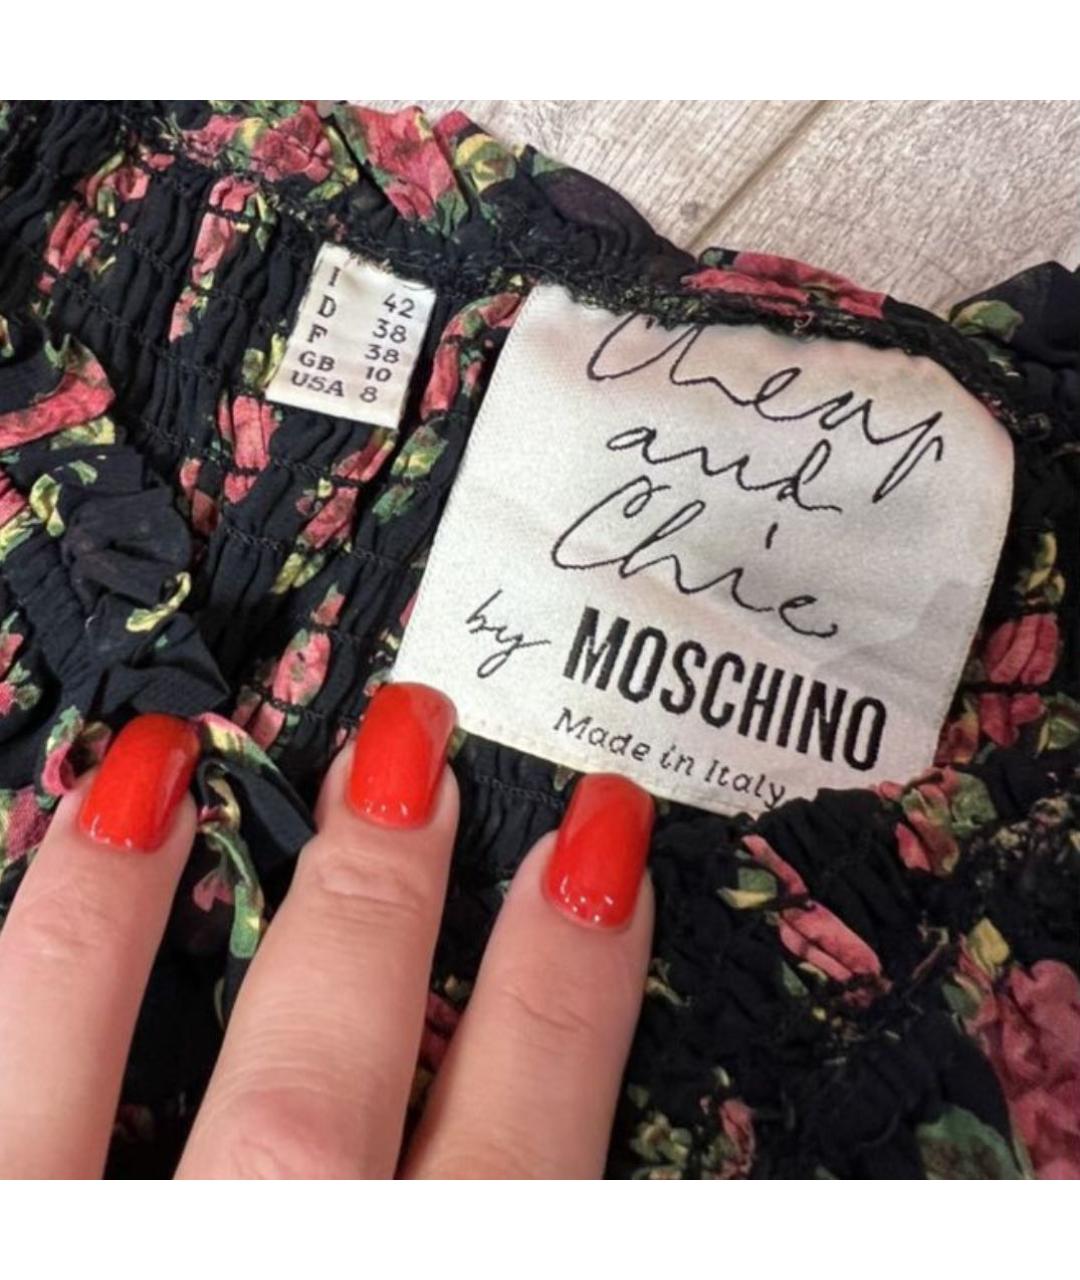 I 42
D 38
F 38
GB 10
USA 8
Cheap
and
Chic
by MOSCHINO
Made in Italy